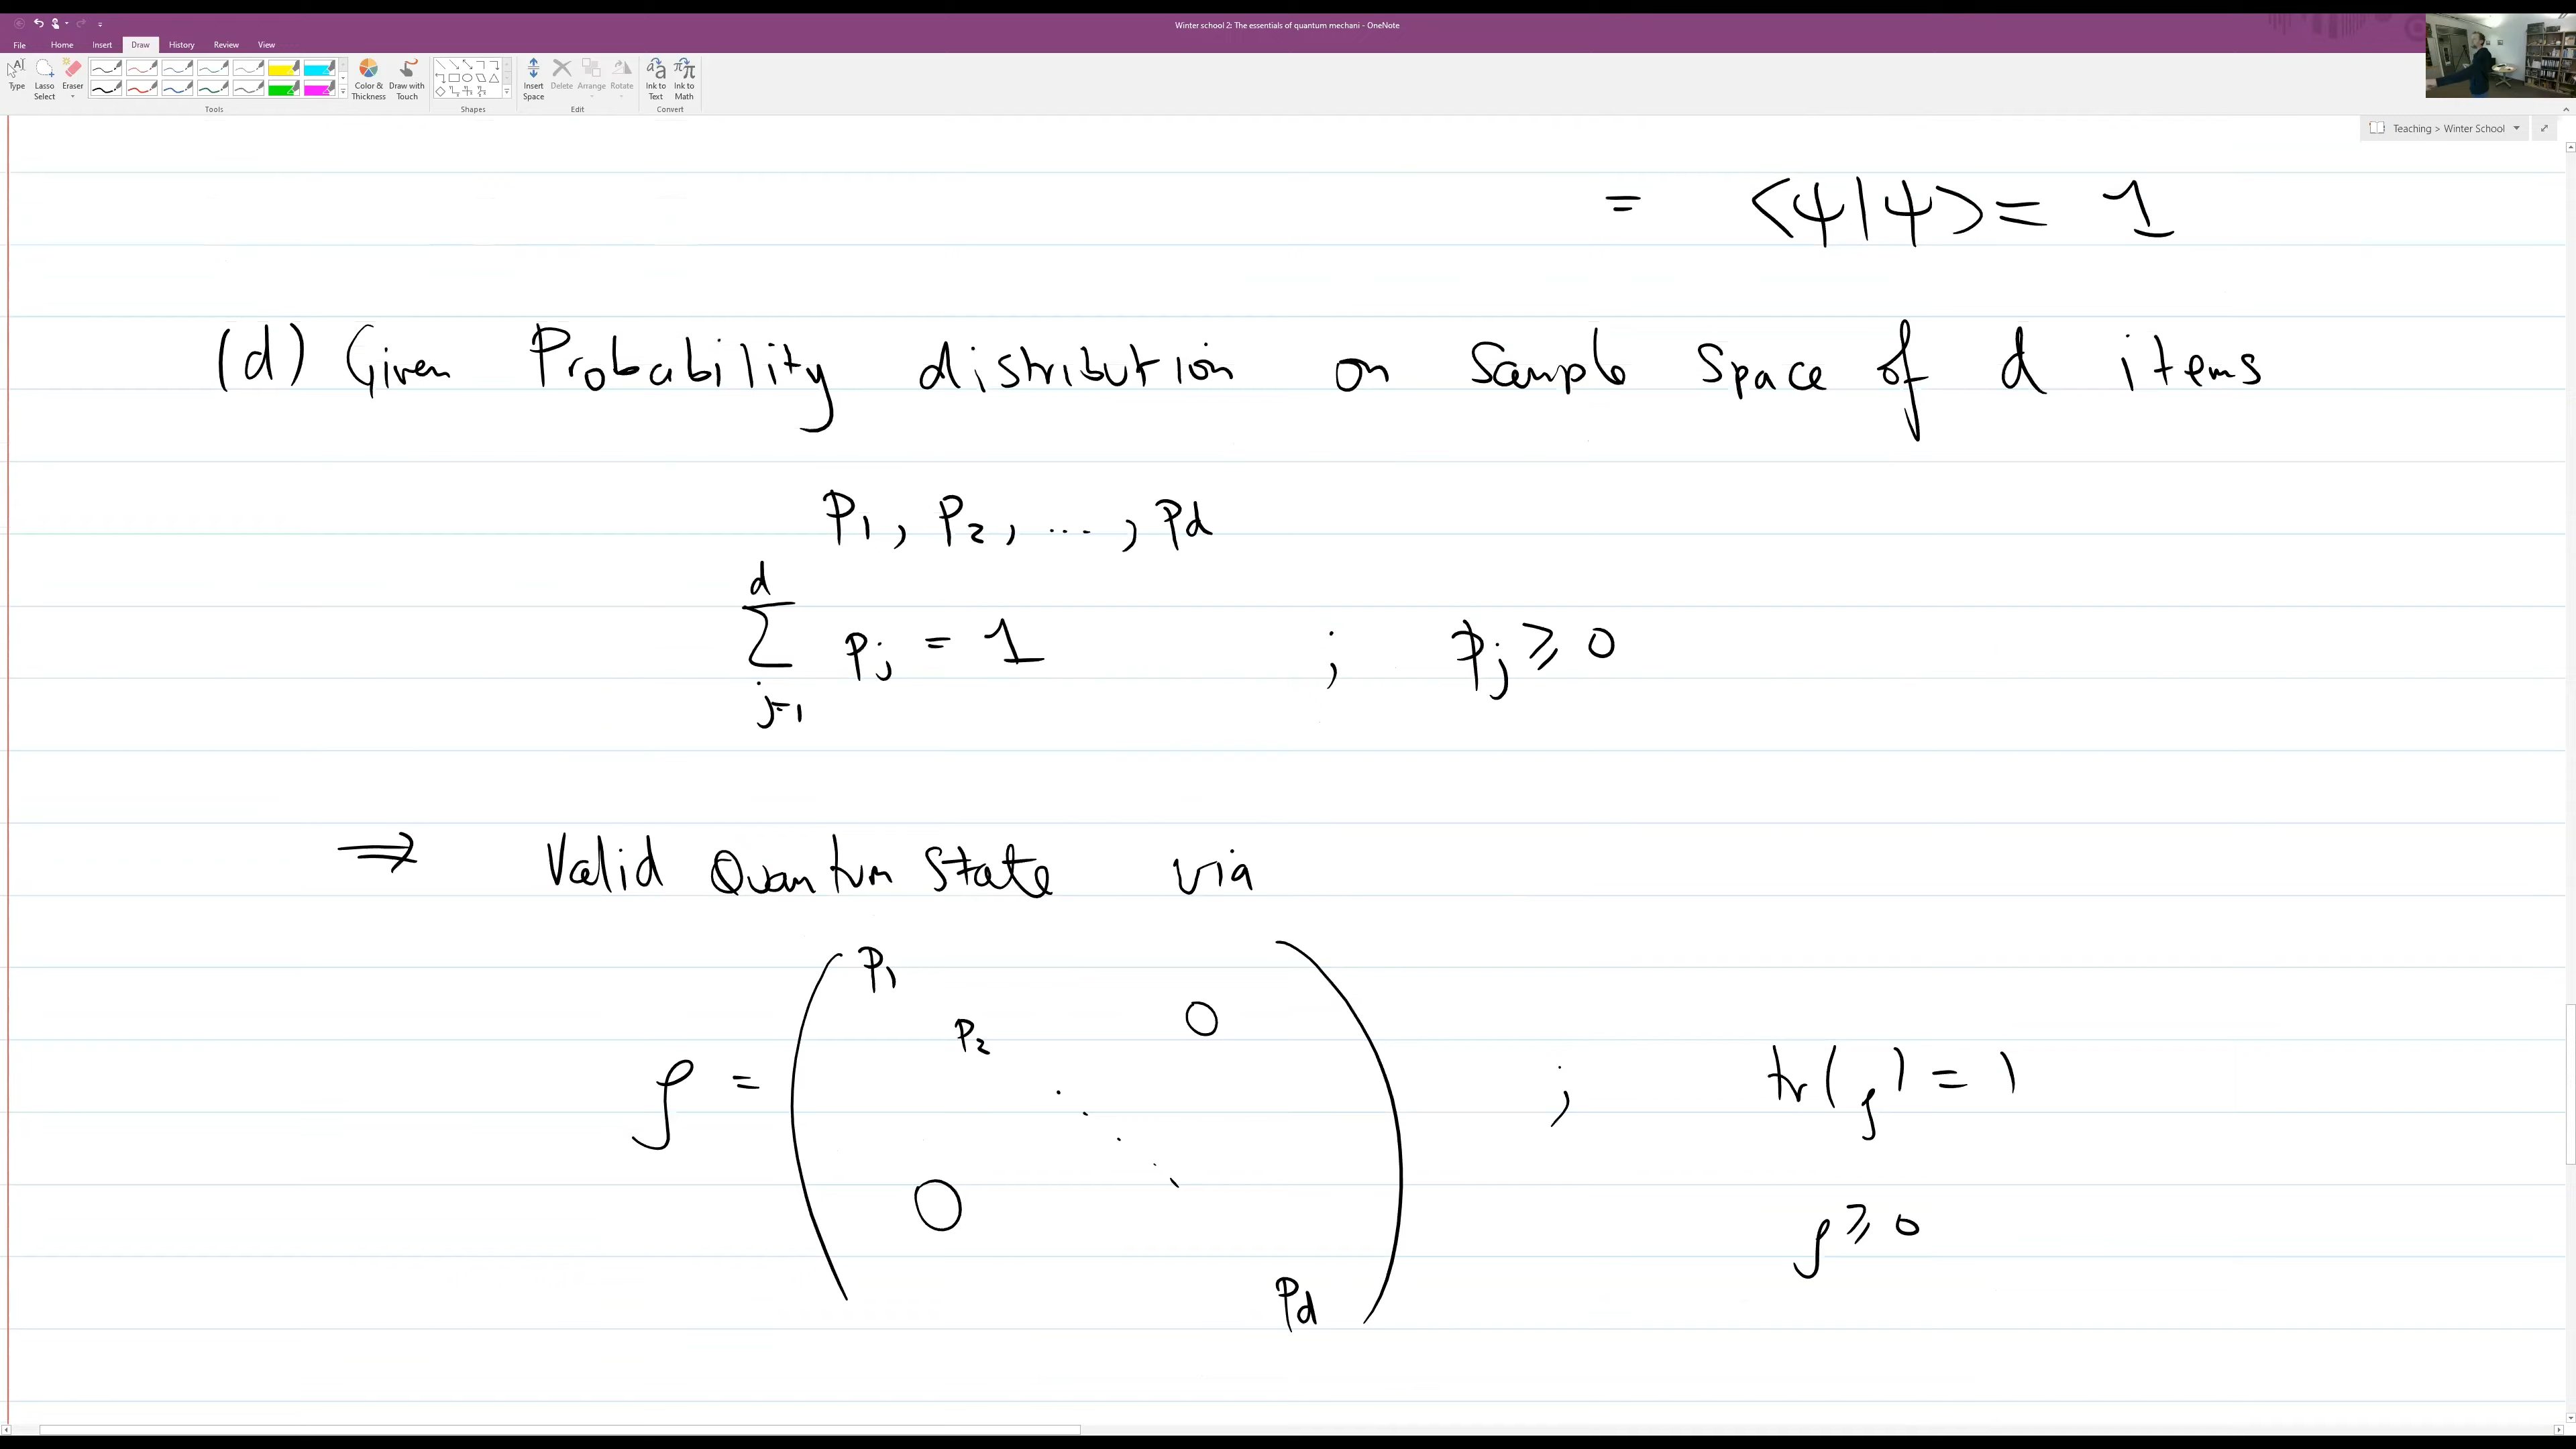 Winter school 2: The essentials of quantum mechani - OneNote
File Home Insert Draw History Review View
Type Lasso Select Eraser Color & Thickness Draw with Touch Insert Space Delete Arrange Rotate Ink to Text Ink to Math
Tools Shapes Edit Convert
Teaching > Winter School
= <ψ|ψ> = 1
(d) Given Probability distribution on Sample Space of d items
p₁, p₂, ..., pd
d
∑ pⱼ = 1 ; pⱼ ≥ 0
j=1
⇒ Valid Quantum State via
p₁
p₂ 0
ρ = ( ⋱ ) ; tr(ρ) = 1
0 ρ ≥ 0
pd